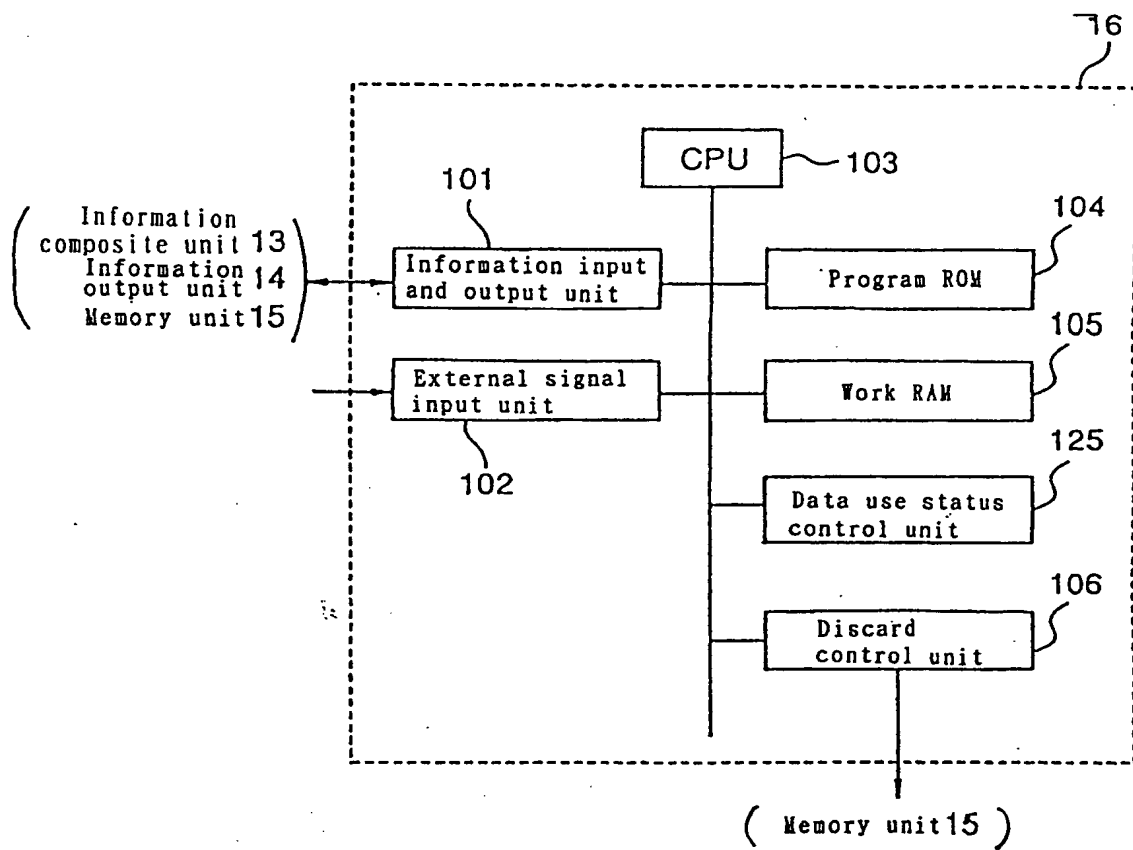 16
CPU
103
101
104
Information
composite unit 13
Information
output unit 14
Memory unit 15
Information input
and output unit
Program ROM
105
External signal
input unit
Work RAM
102
125
Data use status
control unit
106
Discard
control unit
( Memory unit 15 )